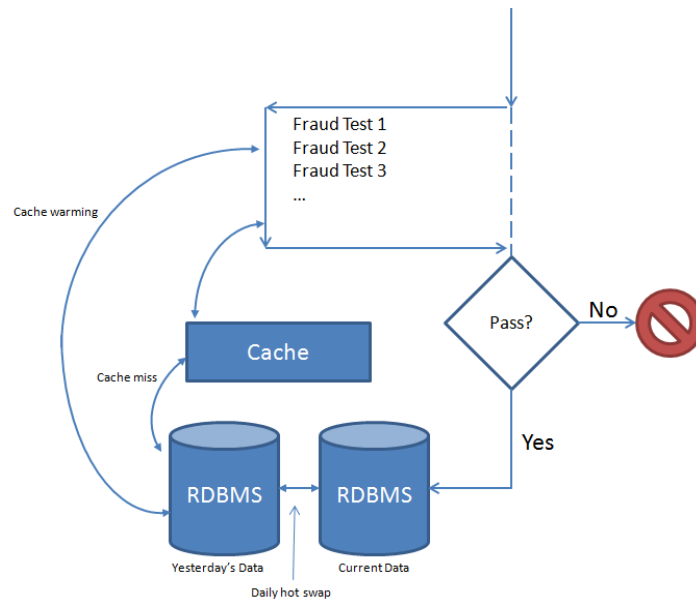 Fraud Test 1
Fraud Test 2
Fraud Test 3
...
Cache warming
Pass?
No
Cache
Cache miss
Yes
RDBMS
RDBMS
Yesterday's Data
Current Data
Daily hot swap